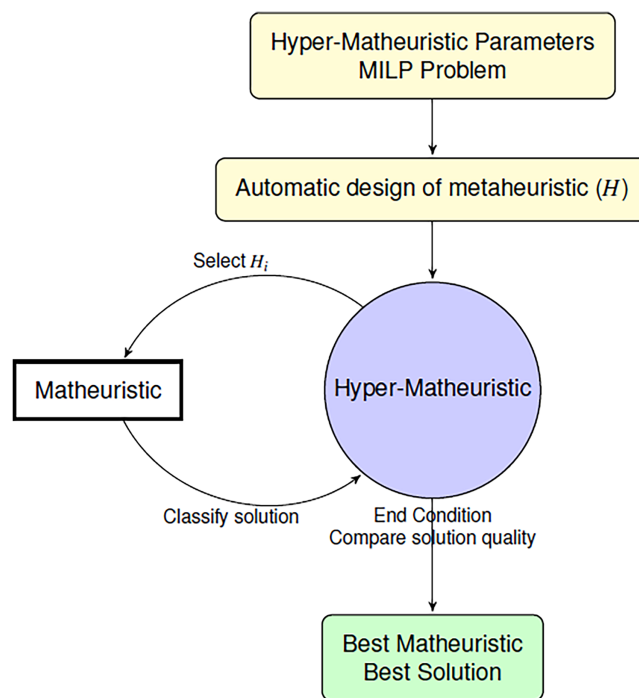 Hyper-Matheuristic Parameters
MILP Problem
Automatic design of metaheuristic (H)
Select Hᵢ
Matheuristic
Hyper-Matheuristic
Classify solution
End Condition
Compare solution quality
Best Matheuristic
Best Solution